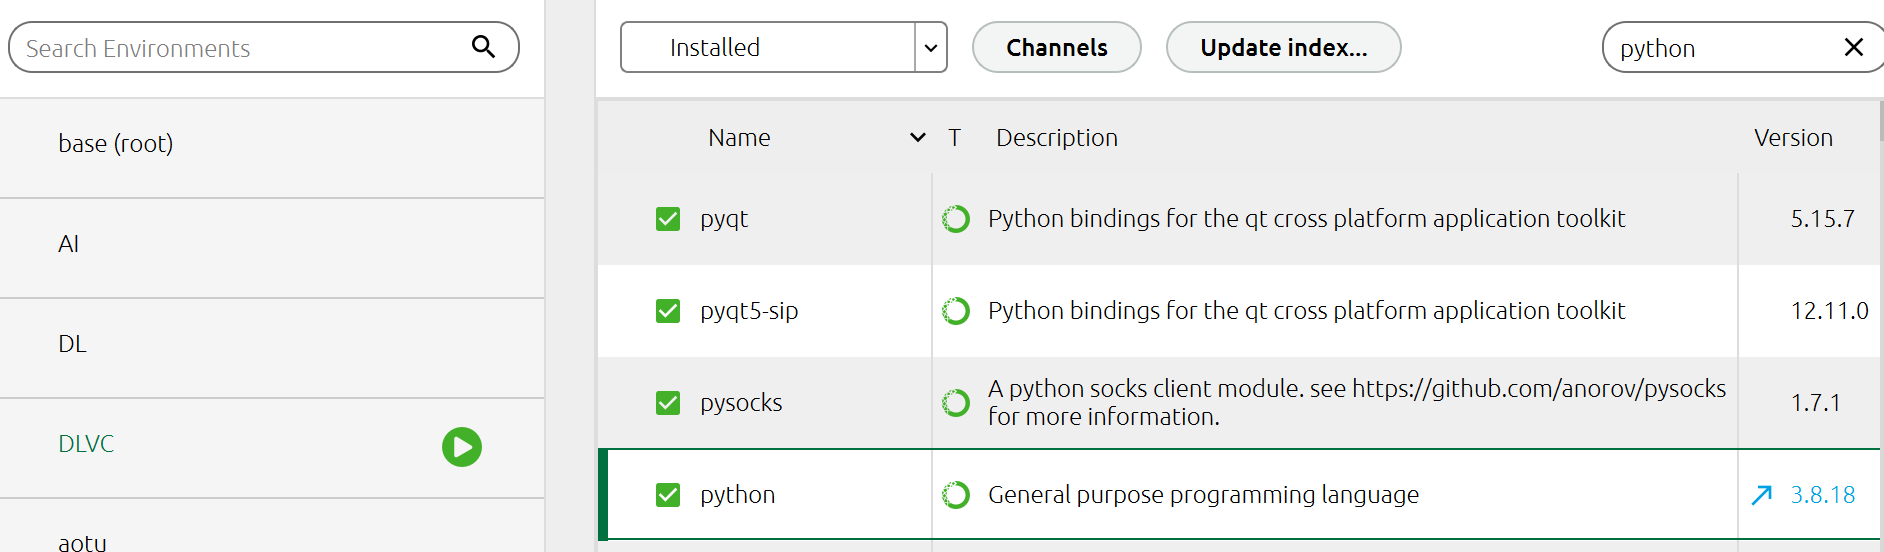 Search Environments
base (root)
AI
DL
DLVC
aotu
Installed
Channels
Update index...
python
Name
T
Description
Version
pyqt
Python bindings for the qt cross platform application toolkit
5.15.7
pyqt5-sip
Python bindings for the qt cross platform application toolkit
12.11.0
pysocks
A python socks client module. see https://github.com/anorov/pysocks
for more information.
1.7.1
python
General purpose programming language
3.8.18